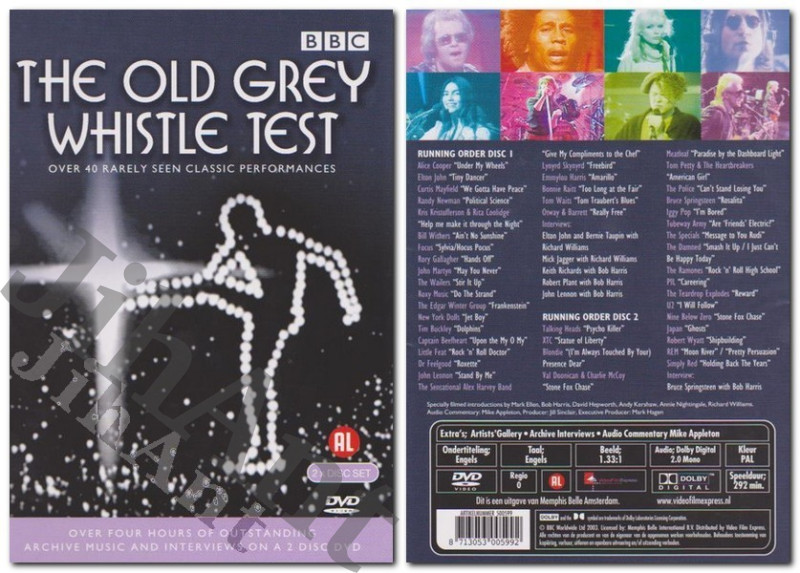 BBC
THE OLD GREY
WHISTLE TEST
OVER 40 RARELY SEEN CLASSIC PERFORMANCES
AL
2 DISC SET
DVD
OVER FOUR HOURS OF OUTSTANDING
ARCHIVE MUSIC AND INTERVIEWS ON A 2 DISC DVD
JihAnt
JihAnt
JihAnt
RUNNING ORDER DISC 1
Alice Cooper "Under My Wheels"
Elton John "Tiny Dancer"
Curtis Mayfield "We Gotta Have Peace"
Randy Newman "Political Science"
Kris Kristofferson & Rita Coolidge
"Help me make it through the Night"
Bill Withers "Ain't No Sunshine"
Focus "Sylvia/Hocus Pocus"
Rory Gallagher "Hands Off"
John Martyn "May You Never"
The Wailers "Stir It Up"
Roxy Music "Do The Strand"
The Edgar Winter Group "Frankenstein"
New York Dolls "Jet Boy"
Tim Buckley "Dolphins"
Captain Beefheart "Upon the My O My"
Little Feat "Rock 'n' Roll Doctor"
Dr Feelgood "Roxette"
John Lennon "Stand By Me"
The Sensational Alex Harvey Band
"Give My Compliments to the Chef"
Lynyrd Skynyrd "Freebird"
Emmylou Harris "Amarillo"
Bonnie Raitt "Too Long at the Fair"
Tom Waits "Tom Traubert's Blues"
Otway & Barrett "Really Free"
Interviews:
Elton John and Bernie Taupin with
Richard Williams
Mick Jagger with Richard Williams
Keith Richards with Bob Harris
Robert Plant with Bob Harris
John Lennon with Bob Harris
RUNNING ORDER DISC 2
Talking Heads "Psycho Killer"
XTC "Statue of Liberty"
Blondie "(I'm Always Touched By Your)
Presence Dear"
Val Doonican & Charlie McCoy
"Stone Fox Chase"
Meatloaf "Paradise by the Dashboard Light"
Tom Petty & The Heartbreakers
"American Girl"
The Police "Can't Stand Losing You"
Bruce Springsteen "Rosalita"
Iggy Pop "I'm Bored"
Tubeway Army "Are 'Friends' Electric?"
The Specials "Message to You Rudi"
The Damned "Smash It Up / I Just Can't
Be Happy Today"
The Ramones "Rock 'n' Roll High School"
PIL "Careering"
The Teardrop Explodes "Reward"
U2 "I Will Follow"
Nine Below Zero "Stone Fox Chase"
Japan "Ghosts"
Robert Wyatt "Shipbuilding"
REM "Moon River" / "Pretty Persuasion"
Simply Red "Holding Back The Years"
Interview:
Bruce Springsteen with Bob Harris
Specially filmed introductions by Mark Ellen, Bob Harris, David Hepworth, Andy Kershaw, Annie Nightingale, Richard Williams.
Audio Commentary: Mike Appleton, Producer: Jill Sinclair, Executive Producer: Mark Hagen
Extra's; Artists'Gallery • Archive Interviews • Audio Commentary Mike Appleton
Ondertiteling; Engels
Taal; Engels
Beeld; 1.33:1
Audio; Dolby Digital 2.0 Mono
Kleur PAL
DVD VIDEO
Regio 0
AL
DOLBY DIGITAL
Speelduur; 292 min.
Dit is een uitgave van Memphis Belle Amsterdam.
www.videofilmexpress.nl
8 713053 005992
© BBC Worldwide Ltd 2003. Licensee: Memphis Belle International B.V. Distributed by Video Film Express.